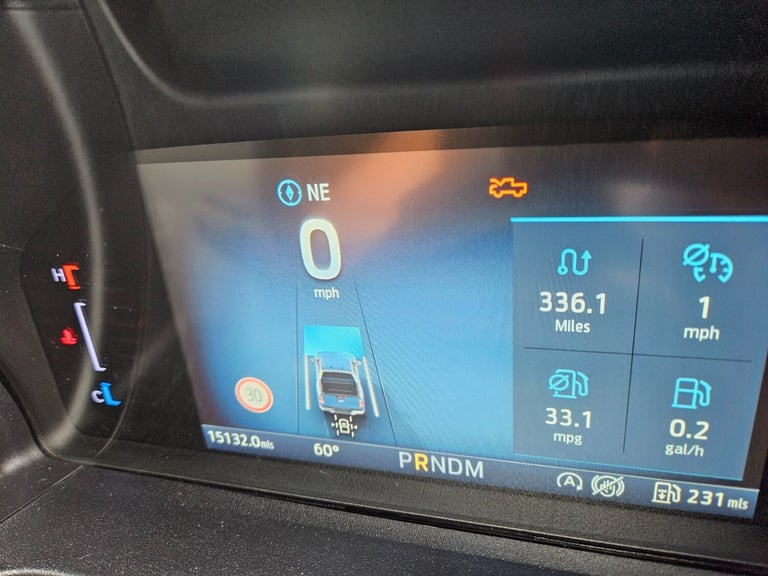 NE
0
mph
H
C
30
336.1
Miles
1
mph
33.1
mpg
0.2
gal/h
15132.0mls
60°
PRNDM
A
231 mls